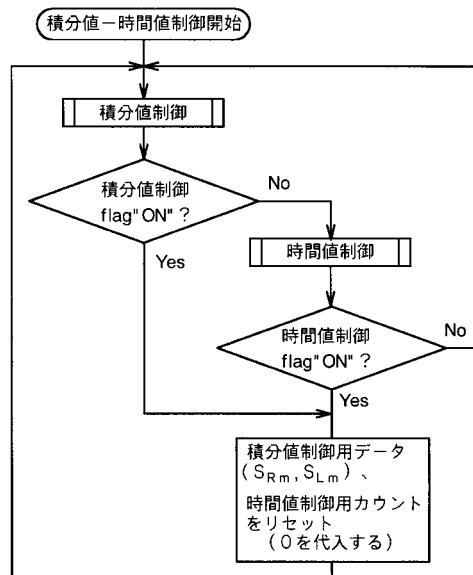 積分値－時間値制御開始
積分値制御
積分値制御
flag"ON"?
No
Yes
時間値制御
時間値制御
flag"ON"?
No
Yes
積分値制御用データ
(SRm,SLm)、
時間値制御用カウント
をリセット
(0を代入する)